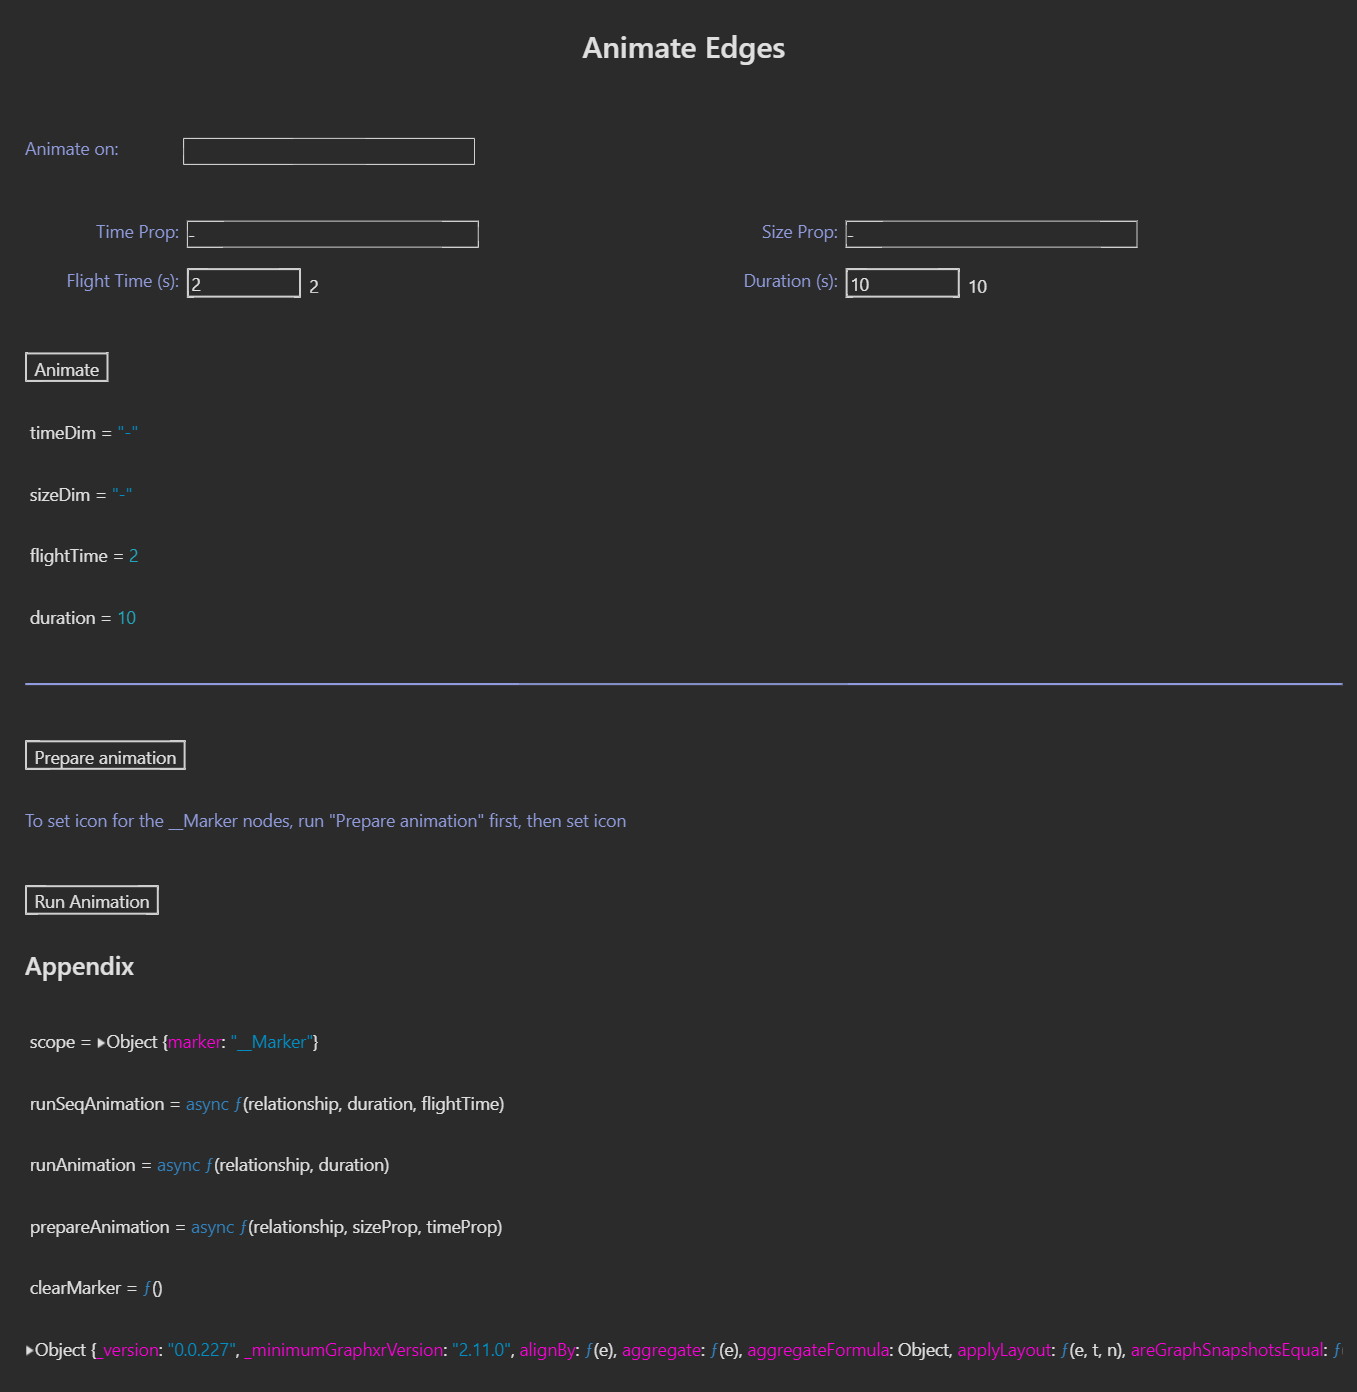 Animate Edges
Animate on:
Time Prop: - Size Prop: -
Flight Time (s): 2 2 Duration (s): 10 10
Animate
timeDim = "-"
sizeDim = "-"
flightTime = 2
duration = 10
Prepare animation
To set icon for the __Marker nodes, run "Prepare animation" first, then set icon
Run Animation
Appendix
scope = ▸Object {marker: "__Marker"}
runSeqAnimation = async ƒ(relationship, duration, flightTime)
runAnimation = async ƒ(relationship, duration)
prepareAnimation = async ƒ(relationship, sizeProp, timeProp)
clearMarker = ƒ()
▸Object {_version: "0.0.227", _minimumGraphxrVersion: "2.11.0", alignBy: ƒ(e), aggregate: ƒ(e), aggregateFormula: Object, applyLayout: ƒ(e, t, n), areGraphSnapshotsEqual: ƒ(